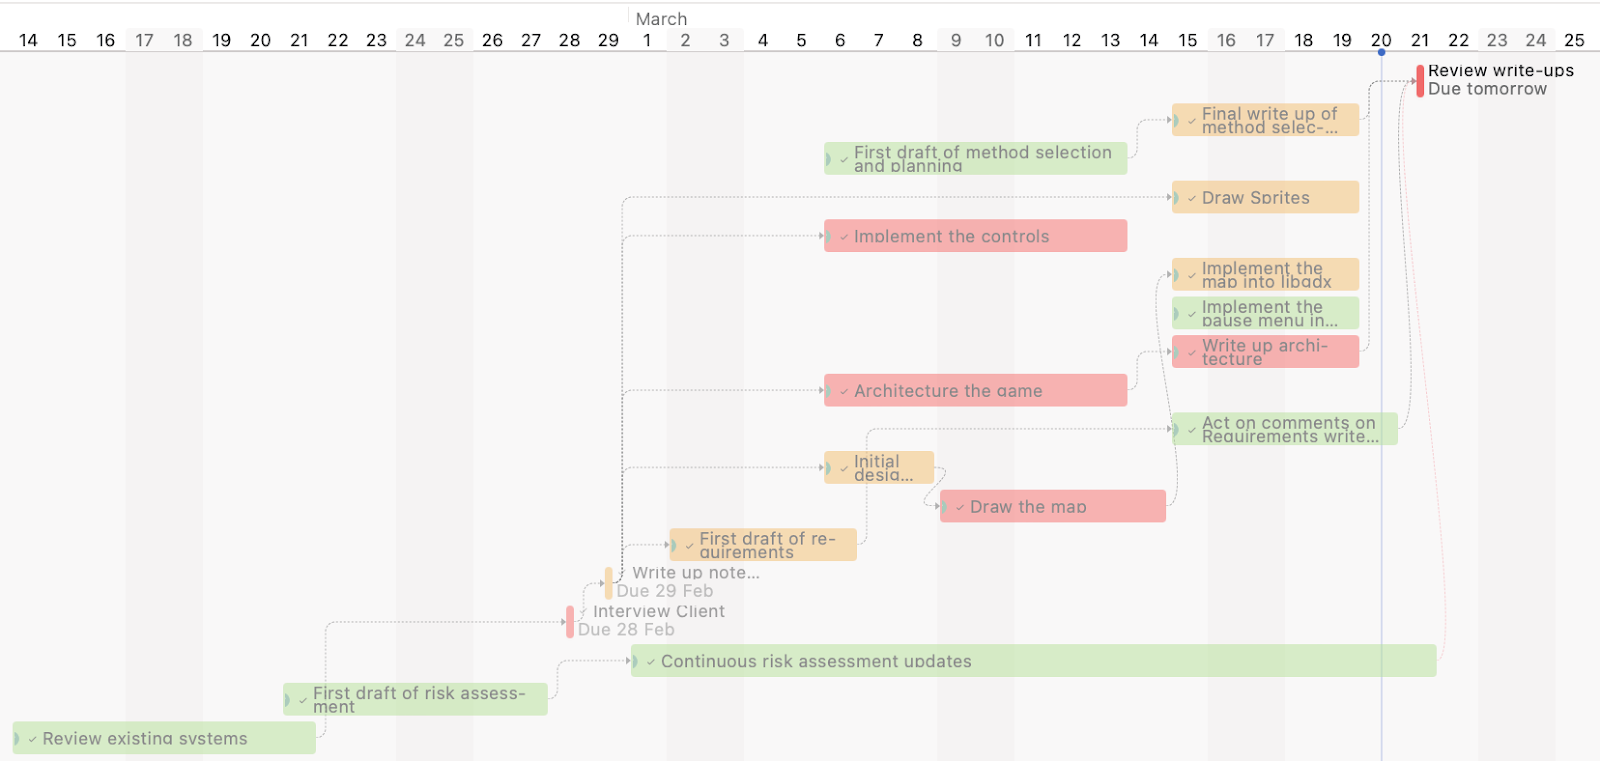 March
14 15 16 17 18 19 20 21 22 23 24 25 26 27 28 29 1 2 3 4 5 6 7 8 9 10 11 12 13 14 15 16 17 18 19 20 21 22 23 24 25
Review write-ups
Due tomorrow
Final write up of
method selec-...
First draft of method selection
and planning
Draw Sprites
Implement the controls
Implement the
map into libgdx
Implement the
pause menu in...
Write up archi-
tecture
Architecture the game
Act on comments on
Requirements write...
Initial
desig...
Draw the map
First draft of re-
quirements
Write up note...
Due 29 Feb
Interview Client
Due 28 Feb
Continuous risk assessment updates
First draft of risk assess-
ment
Review existing systems